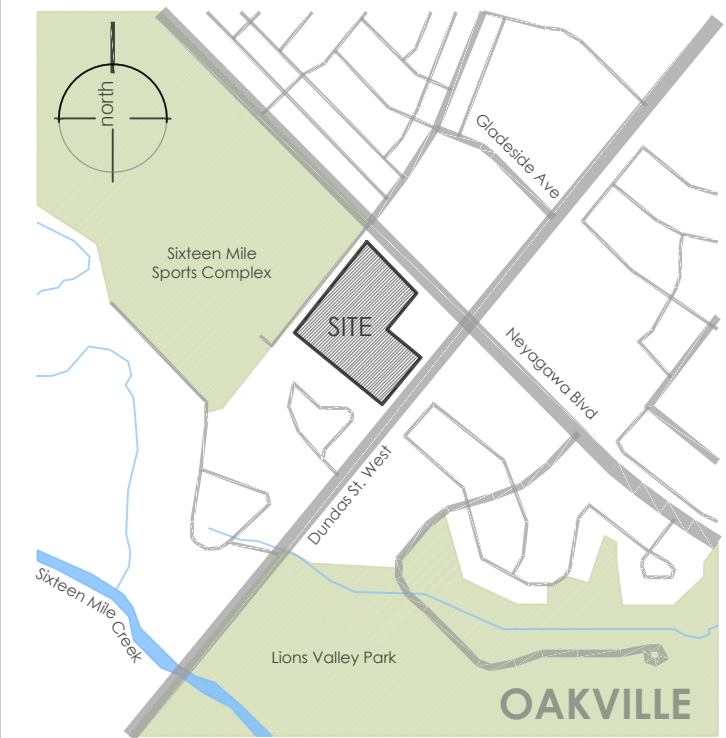 north
Gladeside Ave
Sixteen Mile
Sports Complex
SITE
Neyagawa Blvd
Dundas St. West
Sixteen Mile Creek
Lions Valley Park
OAKVILLE